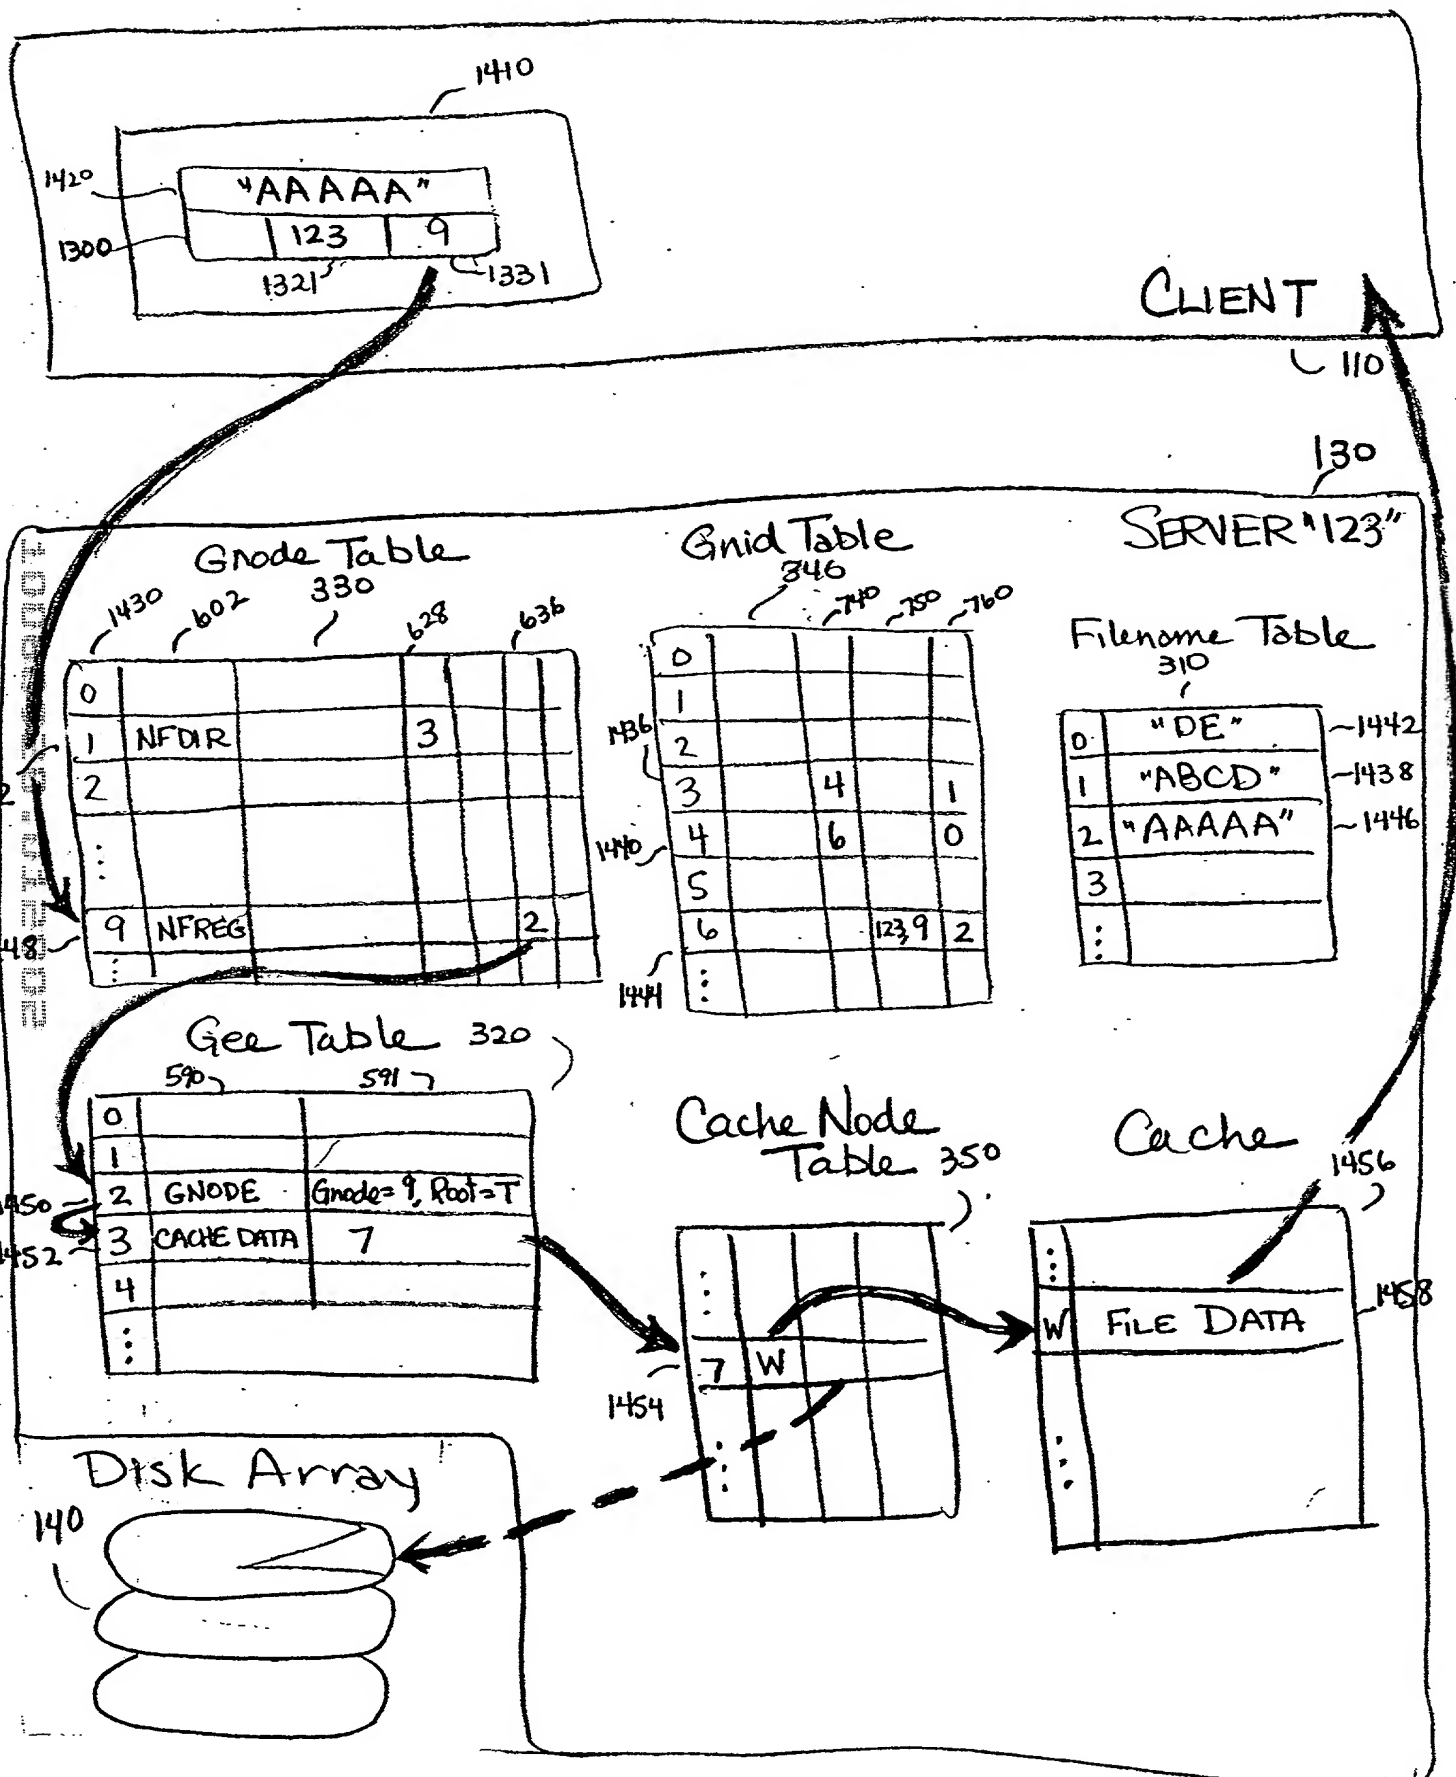 1410
1420
"AAAAA"
1300
123
9
1321
1331
CLIENT
110
130
SERVER "123"
Gnode Table
330
1430
602
628
636
0
1 NFDIR 3
2
⋮
9 NFREG 2
⋮
Gnid Table
346
740
750
760
0
1
1436
2
3 4 1
1440
4 6 0
5
6 123,9 2
1444
⋮
Filename Table
310
0 "DE" 1442
1 "ABCD" 1438
2 "AAAAA" 1446
3
⋮
Gee Table 320
590
591
0
1
1450
2 GNODE Gnode=9, Root=T
1452
3 CACHE DATA 7
4
⋮
Cache Node
Table 350
⋮
7 W
1454
⋮
Cache
1456
⋮
W FILE DATA
1458
⋮
Disk Array
140